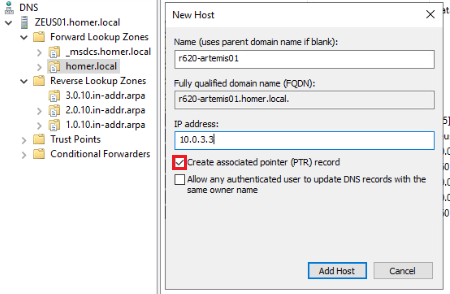 DNS
ZEUS01.homer.local
Forward Lookup Zones
_msdcs.homer.local
homer.local
Reverse Lookup Zones
3.0.10.in-addr.arpa
2.0.10.in-addr.arpa
1.0.10.in-addr.arpa
Trust Points
Conditional Forwarders
New Host
Name (uses parent domain name if blank):
r620-artemis01
Fully qualified domain name (FQDN):
r620-artemis01.homer.local.
IP address:
10.0.3.3
Create associated pointer (PTR) record
Allow any authenticated user to update DNS records with the
same owner name
Add Host
Cancel